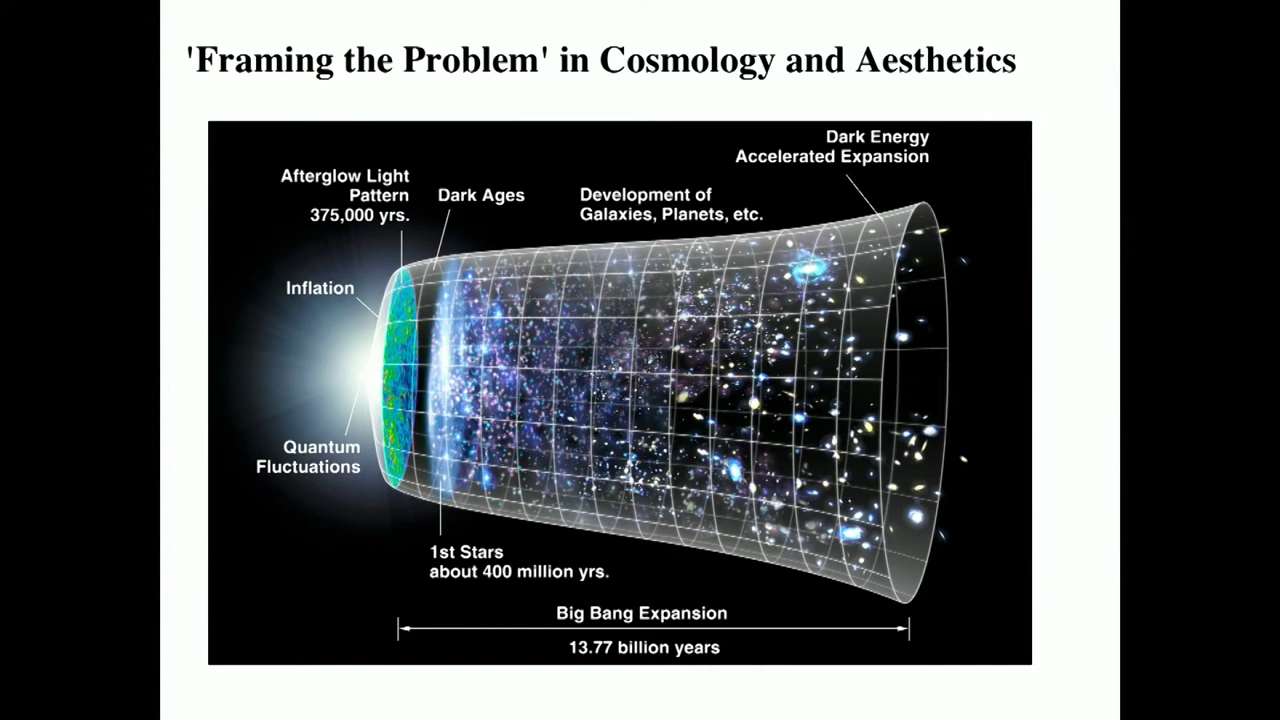 'Framing the Problem' in Cosmology and Aesthetics
Dark Energy
Accelerated Expansion
Afterglow Light
Pattern
375,000 yrs.
Dark Ages
Development of
Galaxies, Planets, etc.
Inflation
Quantum
Fluctuations
1st Stars
about 400 million yrs.
Big Bang Expansion
13.77 billion years